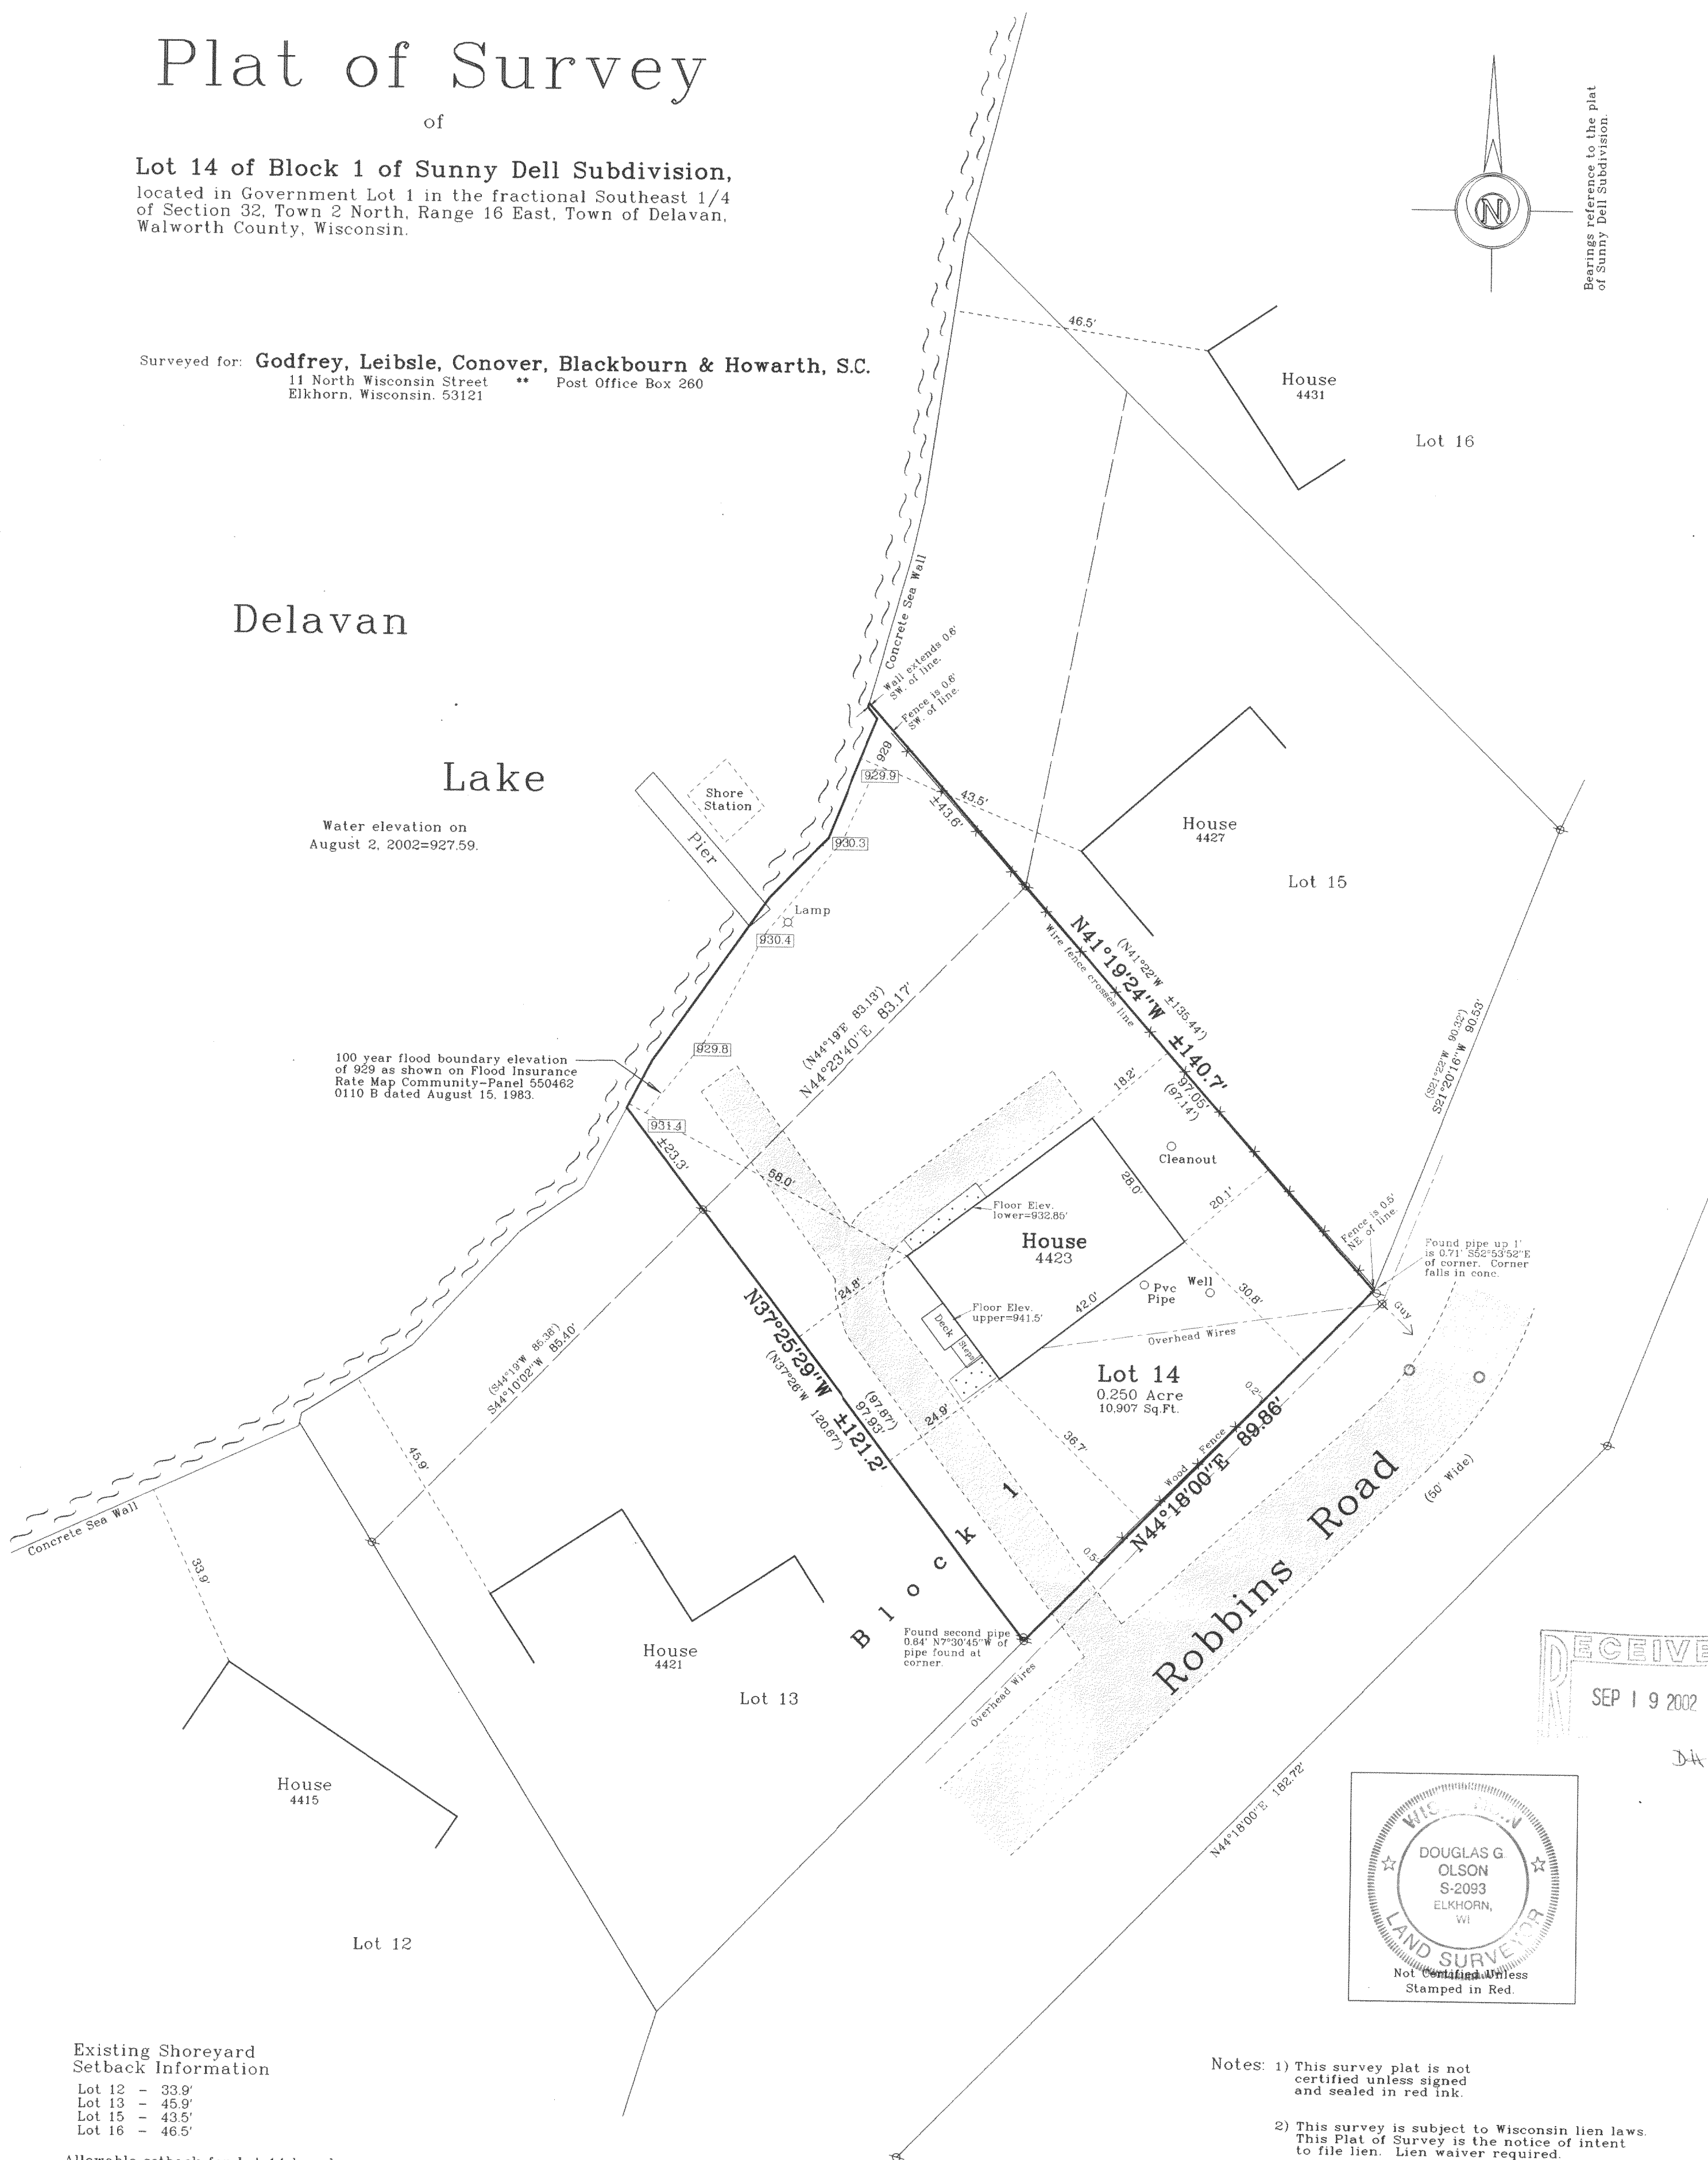 Plat of Survey
of
Lot 14 of Block 1 of Sunny Dell Subdivision,
located in Government Lot 1 in the fractional Southeast 1/4
of Section 32, Town 2 North, Range 16 East, Town of Delavan,
Walworth County, Wisconsin.
Bearings reference to the plat
of Sunny Dell Subdivision.
N
Surveyed for: Godfrey, Leibsle, Conover, Blackbourn & Howarth, S.C.
11 North Wisconsin Street ** Post Office Box 260
Elkhorn, Wisconsin. 53121
46.5'
House
4431
Lot 16
Delavan
Lake
Water elevation on
August 2, 2002=927.59.
Concrete Sea Wall
Wall extends 0.6'
SW. of line.
Fence is 0.6'
SW. of line.
929
929.9
43.5'
±43.6'
Shore
Station
Pier
930.3
Lamp
930.4
House
4427
Lot 15
N41°19'24"W ±140.7'
(N41°22'W ±135.44')
Wire fence crosses line
97.05'
(97.14')
(N44°19'E 83.13')
N44°23'40"E 83.17'
(S21°22'W 90.32')
S21°20'16"W 90.53'
929.8
100 year flood boundary elevation
of 929 as shown on Flood Insurance
Rate Map Community-Panel 550462
0110 B dated August 15, 1983.
931.4
±23.3'
58.0'
18.2'
Cleanout
28.0'
20.1'
Floor Elev.
lower=932.85'
House
4423
Fence is 0.5'
NE. of line.
Found pipe up 1'
is 0.71' S52°53'52"E
of corner. Corner
falls in conc.
Guy
24.8'
Pvc
Pipe
Well
30.8'
42.0'
Floor Elev.
upper=941.5'
Deck
Steps
Overhead Wires
Lot 14
0.250 Acre
10,907 Sq.Ft.
N37°25'29"W ±121.2'
(N37°26'W 120.67')
(97.87')
97.93'
24.9'
36.7'
0.2'
Wood Fence
N44°18'00"E 89.86'
0.5'
(S44°19'W 85.38')
S44°10'02"W 85.40'
45.9'
Concrete Sea Wall
33.9'
Block 1
Robbins Road
(50' Wide)
Found second pipe
0.64' N7°30'45"W of
pipe found at
corner.
Overhead Wires
House
4421
Lot 13
House
4415
Lot 12
N44°18'00"E 182.72'
RECEIVE
SEP 19 2002
DH
WISCONSIN
DOUGLAS G.
OLSON
S-2093
ELKHORN,
WI
LAND SURVEYOR
Not Certified Unless
Stamped in Red.
Existing Shoreyard
Setback Information
Lot 12 - 33.9'
Lot 13 - 45.9'
Lot 15 - 43.5'
Lot 16 - 46.5'
Notes: 1) This survey plat is not
certified unless signed
and sealed in red ink.
2) This survey is subject to Wisconsin lien laws.
This Plat of Survey is the notice of intent
to file lien. Lien waiver required.